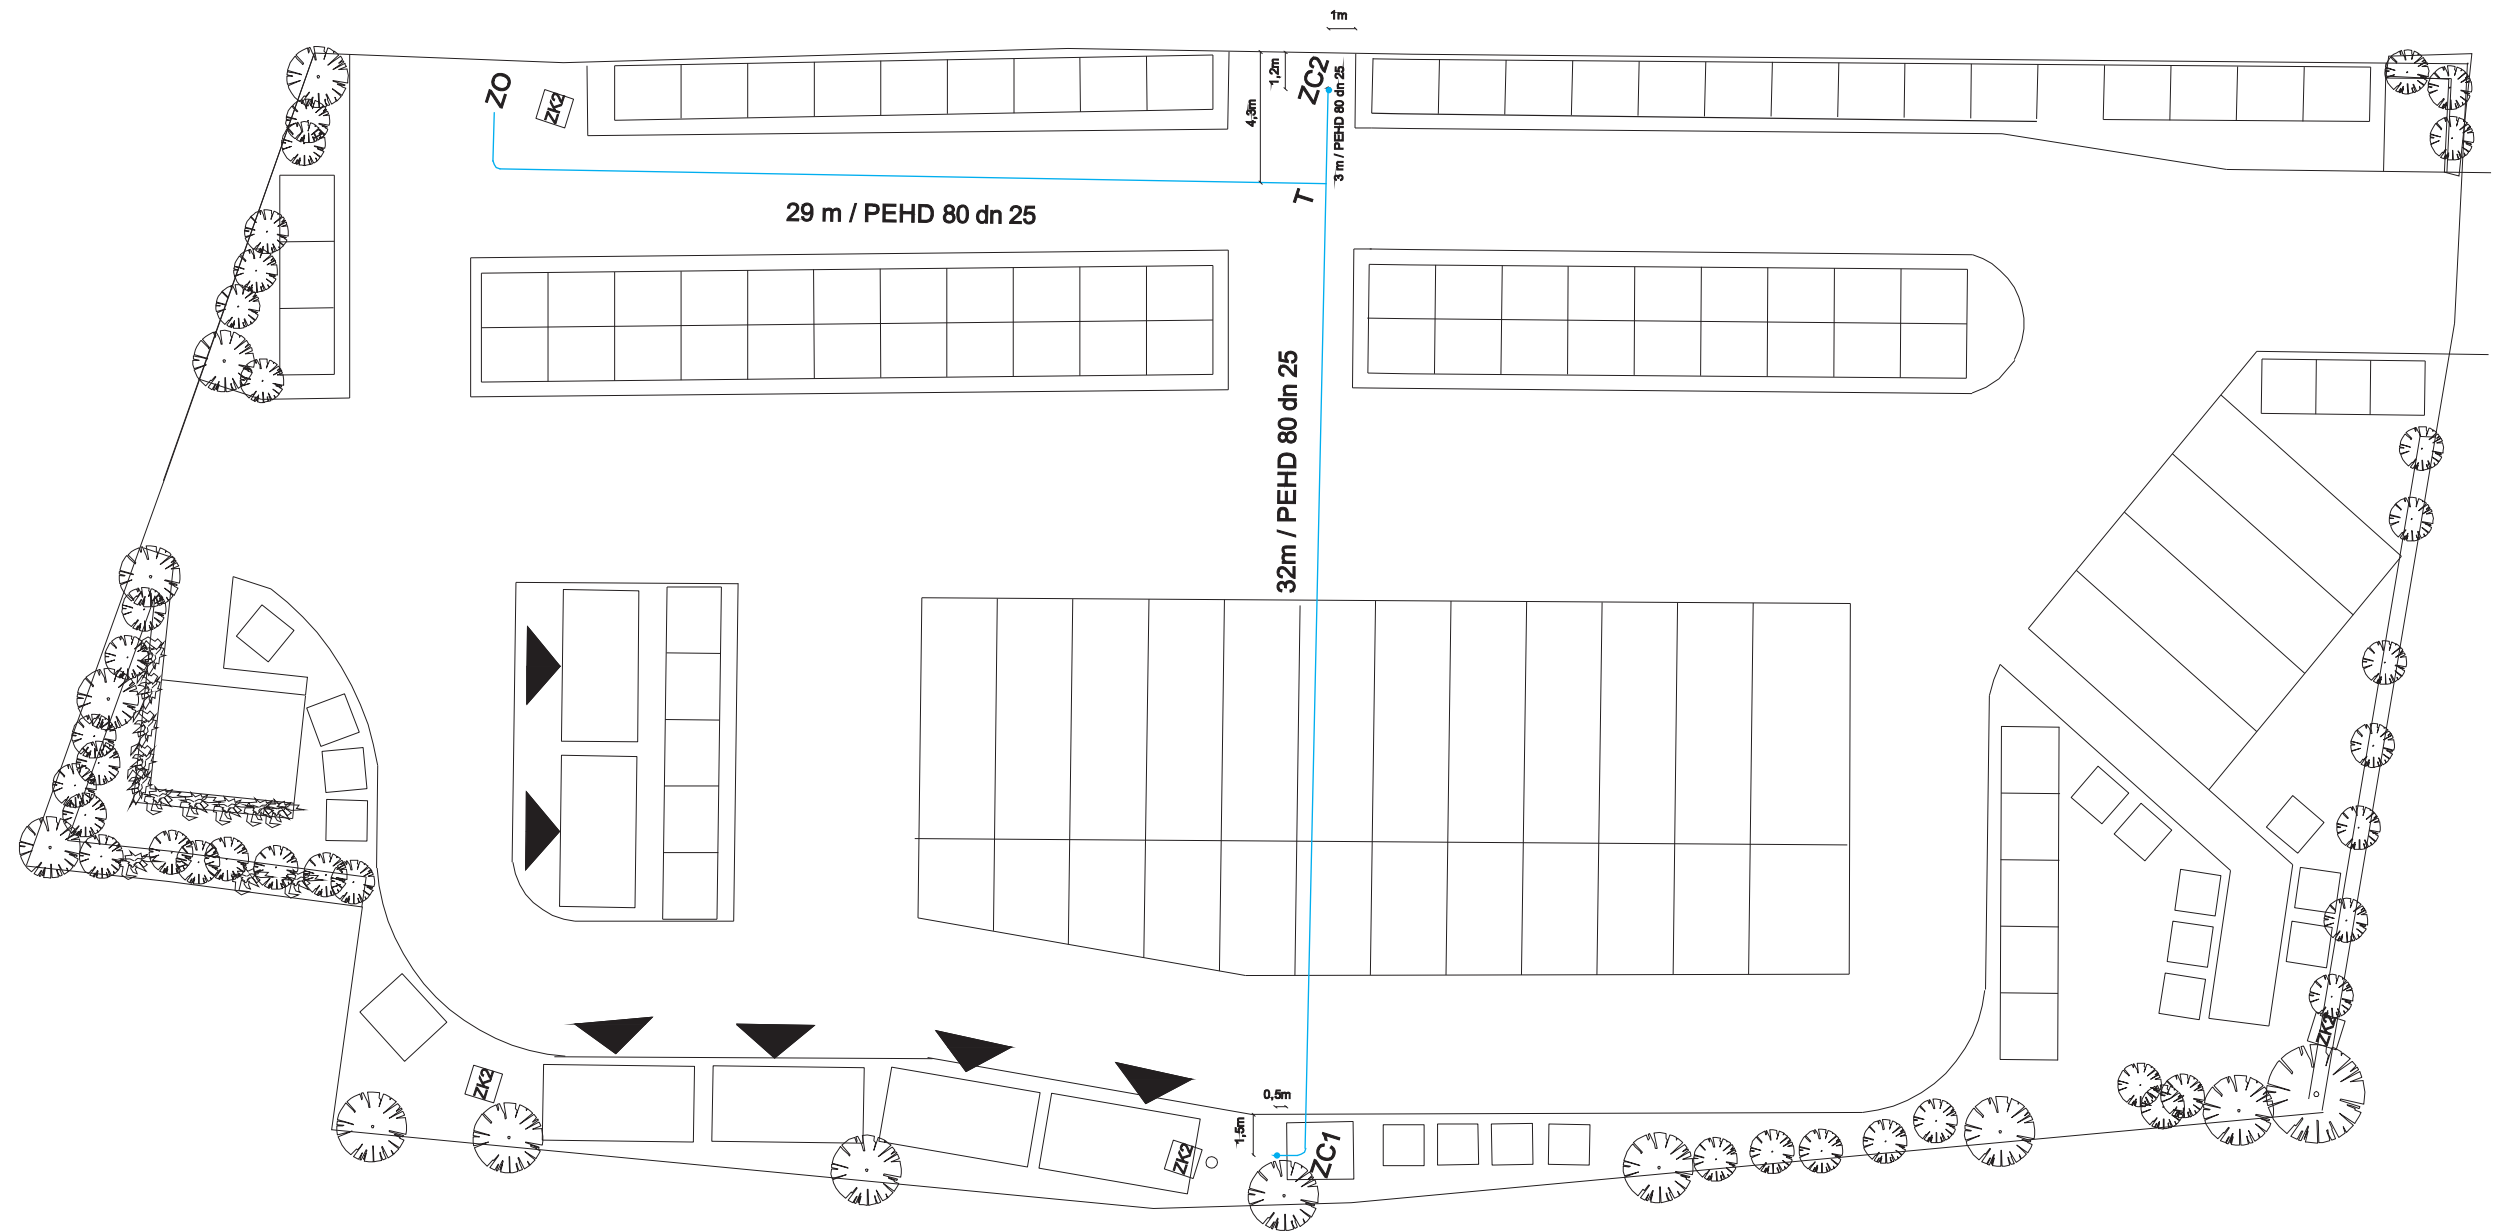 1m
ZO
ZK2
1,2m
ZC2
4,3m
3 m / PEHD 80 dn 25
T
29 m / PEHD 80 dn 25
32m / PEHD 80 dn 25
ZK2
ZK2
0,5m
1,5m
ZC1
ZK2